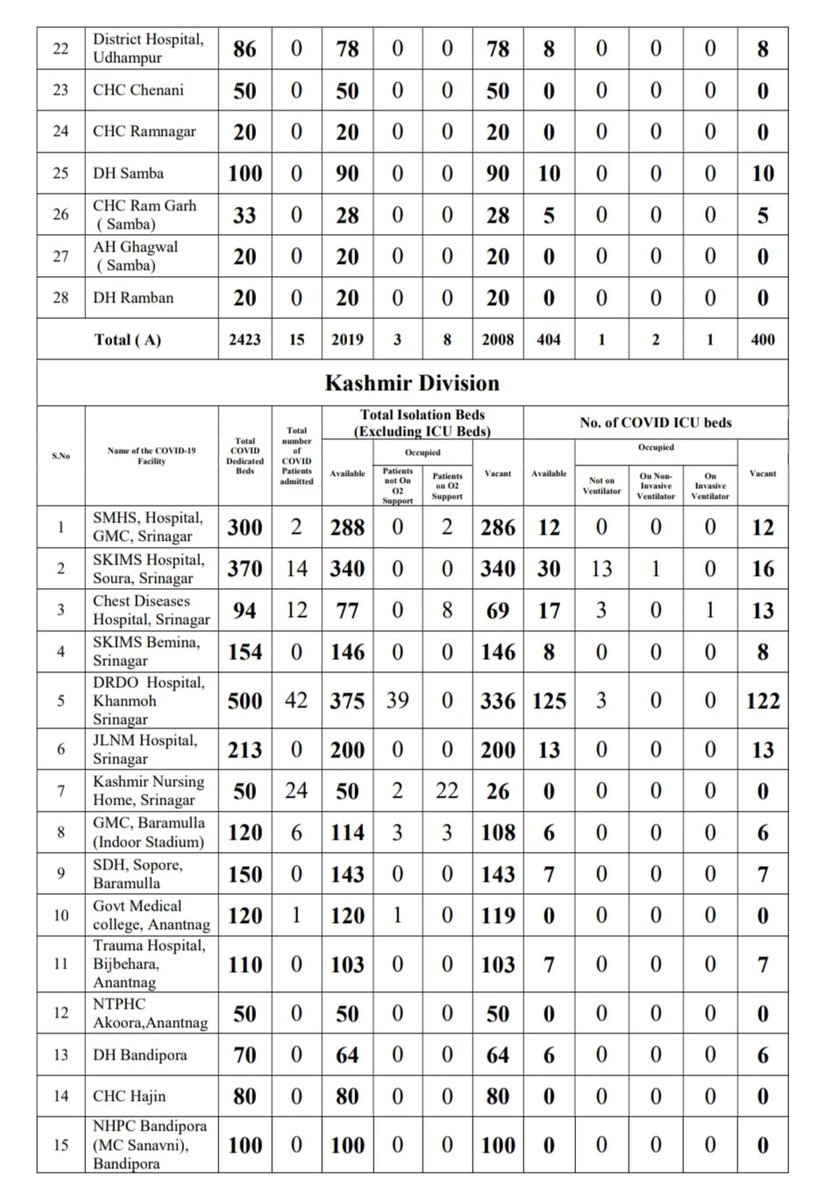 22 District Hospital, Udhampur 86 0 78 0 0 78 8 0 0 0 8
23 CHC Chenani 50 0 50 0 0 50 0 0 0 0 0
24 CHC Ramnagar 20 0 20 0 0 20 0 0 0 0 0
25 DH Samba 100 0 90 0 0 90 10 0 0 0 10
26 CHC Ram Garh ( Samba) 33 0 28 0 0 28 5 0 0 0 5
27 AH Ghagwal ( Samba) 20 0 20 0 0 20 0 0 0 0 0
28 DH Ramban 20 0 20 0 0 20 0 0 0 0 0
Total ( A) 2423 15 2019 3 8 2008 404 1 2 1 400
Kashmir Division
S.No
Name of the COVID-19 Facility
Total COVID Dedicated Beds
Total number of COVID Patients admitted
Total Isolation Beds (Excluding ICU Beds)
Available
Occupied
Patients not On O2 Support
Patients on O2 Support
Vacant
No. of COVID ICU beds
Available
Occupied
Not on Ventilator
On Non-Invasive Ventilator
On Invasive Ventilator
Vacant
1 SMHS, Hospital, GMC, Srinagar 300 2 288 0 2 286 12 0 0 0 12
2 SKIMS Hospital, Soura, Srinagar 370 14 340 0 0 340 30 13 1 0 16
3 Chest Diseases Hospital, Srinagar 94 12 77 0 8 69 17 3 0 1 13
4 SKIMS Bemina, Srinagar 154 0 146 0 0 146 8 0 0 0 8
5 DRDO Hospital, Khanmoh Srinagar 500 42 375 39 0 336 125 3 0 0 122
6 JLNM Hospital, Srinagar 213 0 200 0 0 200 13 0 0 0 13
7 Kashmir Nursing Home, Srinagar 50 24 50 2 22 26 0 0 0 0 0
8 GMC, Baramulla (Indoor Stadium) 120 6 114 3 3 108 6 0 0 0 6
9 SDH, Sopore, Baramulla 150 0 143 0 0 143 7 0 0 0 7
10 Govt Medical college, Anantnag 120 1 120 1 0 119 0 0 0 0 0
11 Trauma Hospital, Bijbehara, Anantnag 110 0 103 0 0 103 7 0 0 0 7
12 NTPHC Akoora,Anantnag 50 0 50 0 0 50 0 0 0 0 0
13 DH Bandipora 70 0 64 0 0 64 6 0 0 0 6
14 CHC Hajin 80 0 80 0 0 80 0 0 0 0 0
15 NHPC Bandipora (MC Sanavni), Bandipora 100 0 100 0 0 100 0 0 0 0 0